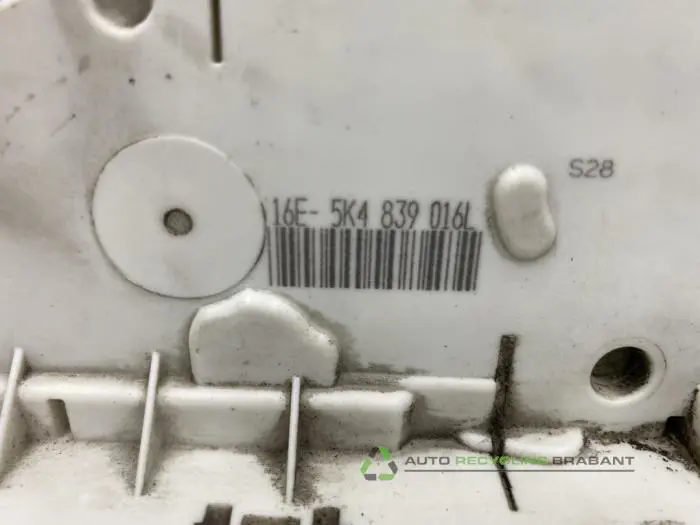 S28
16E- 5K4 839 016L
AUTO RECYCLING BRABANT